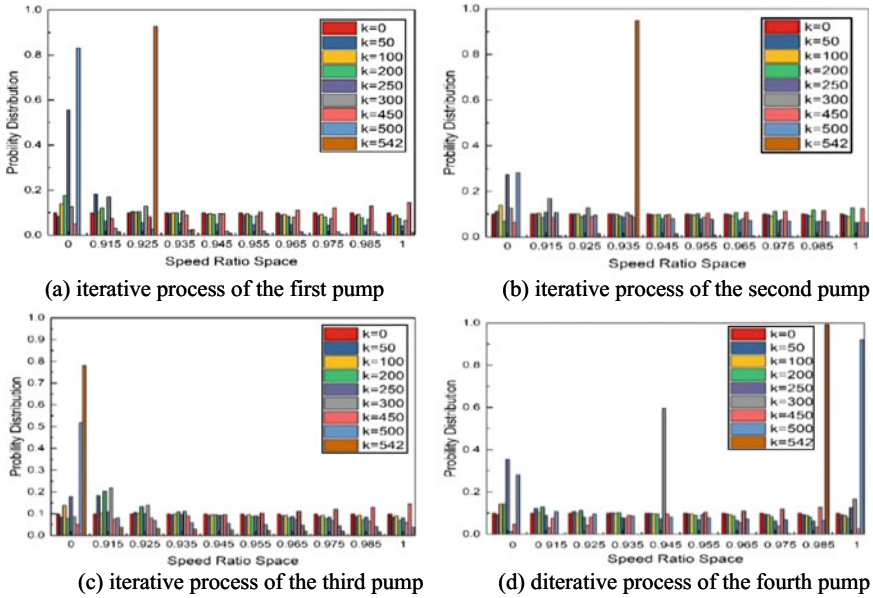 1.0
0.8
0.6
0.4
0.2
0.0
Probility Distribution
k=0
k=50
k=100
k=200
k=250
k=300
k=450
k=500
k=542
0 0.915 0.925 0.935 0.945 0.955 0.965 0.975 0.985 1
Speed Ratio Space
(a) iterative process of the first pump
1.0
0.8
0.6
0.4
0.2
0.0
Probility Distribution
k=0
k=50
k=100
k=200
k=250
k=300
k=450
k=500
k=542
0 0.915 0.925 0.935 0.945 0.955 0.965 0.975 0.985 1
Speed Ratio Space
(b) iterative process of the second pump
1.0
0.9
0.8
0.7
0.6
0.5
0.4
0.3
0.2
0.1
0.0
Probility Distribution
k=0
k=50
k=100
k=200
k=250
k=300
k=450
k=500
k=542
0 0.915 0.925 0.935 0.945 0.955 0.965 0.975 0.985 1
Speed Ratio Space
(c) iterative process of the third pump
1.0
0.8
0.6
0.4
0.2
0.0
Probility Distribution
k=0
k=50
k=100
k=200
k=250
k=300
k=450
k=500
k=542
0 0.915 0.925 0.935 0.945 0.955 0.965 0.975 0.985 1
Speed Ratio Space
(d) diterative process of the fourth pump